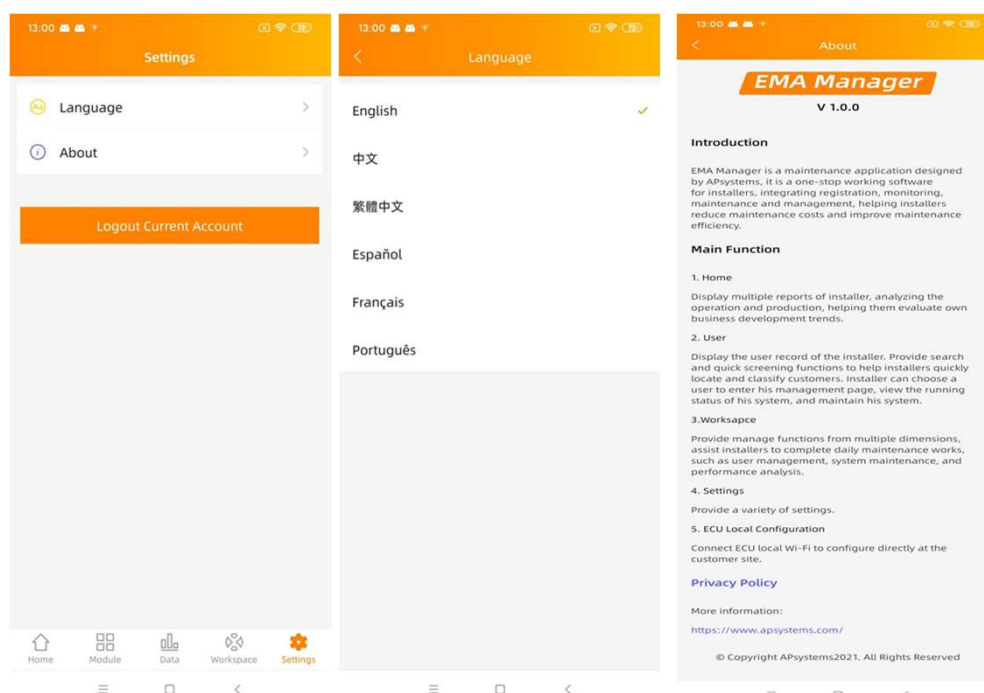 13:00
Settings
Language
About
Logout Current Account
Home
Module
Data
Workspace
Settings
13:00
Language
English
中文
繁體中文
Español
Français
Português
13:00
About
EMA Manager
V 1.0.0
Introduction
EMA Manager is a maintenance application designed
by APsystems, it is a one-stop working software
for installers, integrating registration, monitoring,
maintenance and management, helping installers
reduce maintenance costs and improve maintenance
efficiency.
Main Function
1. Home
Display multiple reports of installer, analyzing the
operation and production, helping them evaluate own
business development trends.
2. User
Display the user record of the installer. Provide search
and quick screening functions to help installers quickly
locate and classify customers. Installer can choose a
user to enter his management page, view the running
status of his system, and maintain his system.
3.Worksapce
Provide manage functions from multiple dimensions,
assist installers to complete daily maintenance works,
such as user management, system maintenance, and
performance analysis.
4. Settings
Provide a variety of settings.
5. ECU Local Configuration
Connect ECU local Wi-Fi to configure directly at the
customer site.
Privacy Policy
More information:
https://www.apsystems.com/
© Copyright APsystems2021. All Rights Reserved